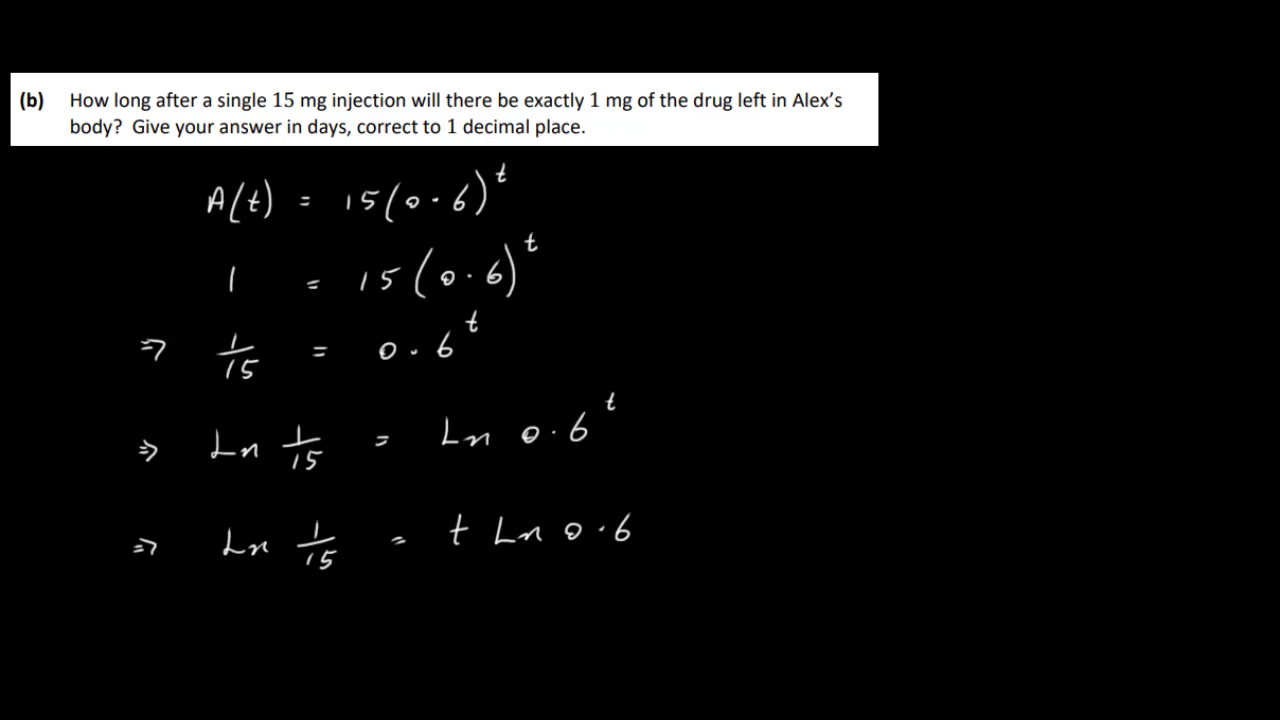 (b) How long after a single 15 mg injection will there be exactly 1 mg of the drug left in Alex's
body? Give your answer in days, correct to 1 decimal place.
A(t) = 15(0·6)^t
1 = 15(0·6)^t
⇒ 1/15 = 0·6^t
⇒ Ln 1/15 = Ln 0·6^t
⇒ Ln 1/15 = t Ln 0·6